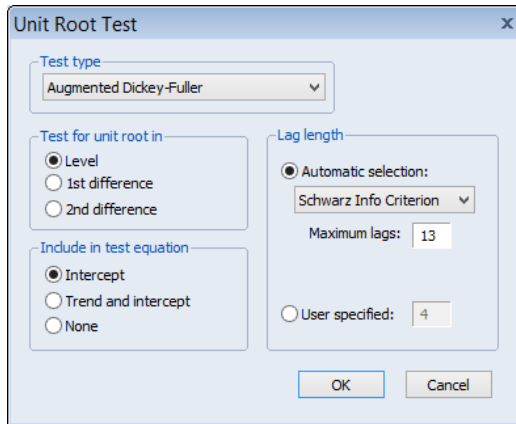 Unit Root Test
x
Test type
Augmented Dickey-Fuller
Test for unit root in
Level
1st difference
2nd difference
Include in test equation
Intercept
Trend and intercept
None
Lag length
Automatic selection:
Schwarz Info Criterion
Maximum lags: 13
User specified: 4
OK
Cancel